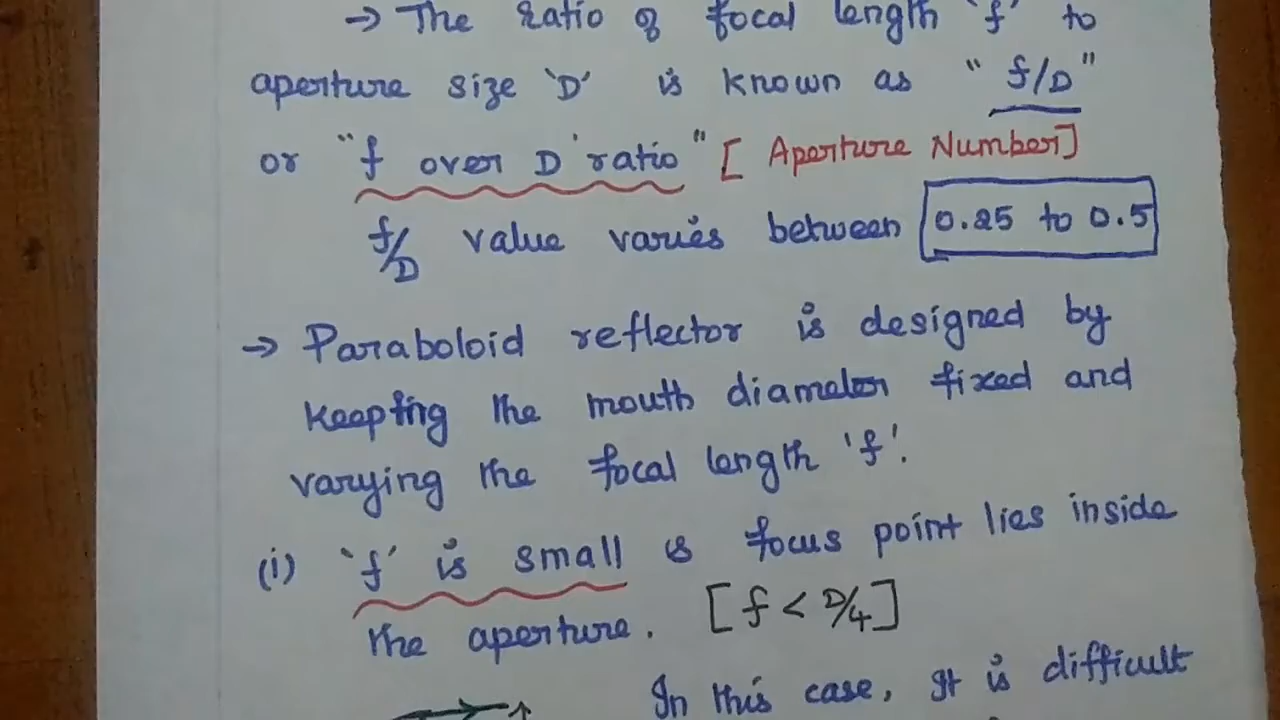 → The ratio of focal length 'f' to
aperture size 'D' is known as "f/D"
or "f over D ratio" [Aperture Number]
f/D value varies between 0.25 to 0.5
→ Paraboloid reflector is designed by
keepting the mouth diameter fixed and
varying the focal length 'f'.
(i) 'f' is small is focus point lies inside
the aperture. [f < D/4]
In this case, It is difficult